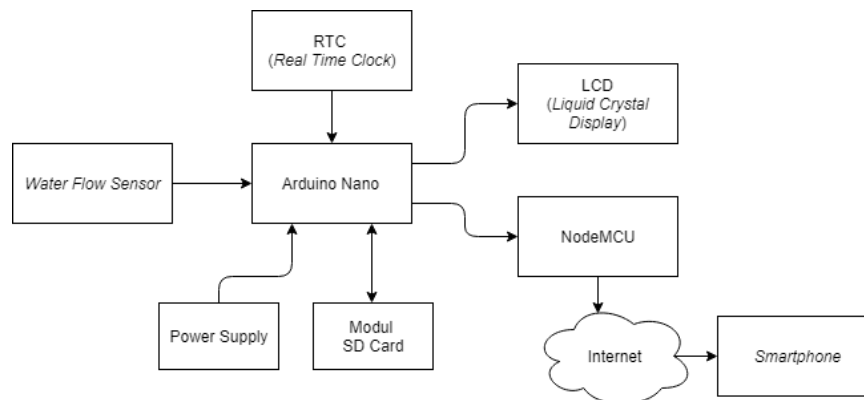 RTC
(Real Time Clock)
LCD
(Liquid Crystal
Display)
Water Flow Sensor
Arduino Nano
NodeMCU
Power Supply
Modul
SD Card
Internet
Smartphone